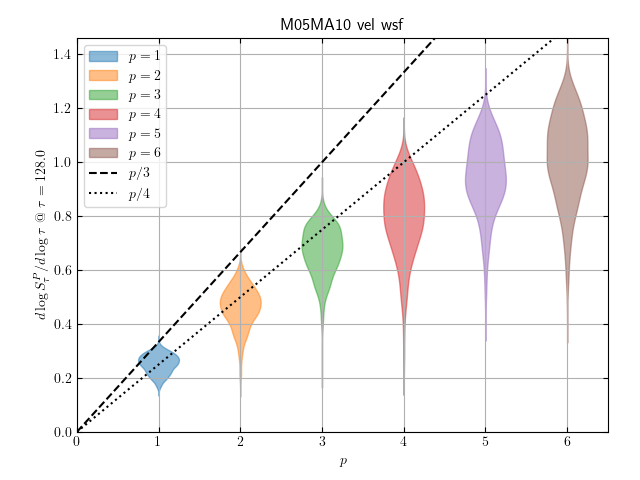 M05MA10 vel wsf
d log S_τ^P / d log τ @ τ = 128.0
1.4
1.2
1.0
0.8
0.6
0.4
0.2
0.0
p = 1
p = 2
p = 3
p = 4
p = 5
p = 6
p/3
p/4
0 1 2 3 4 5 6
p